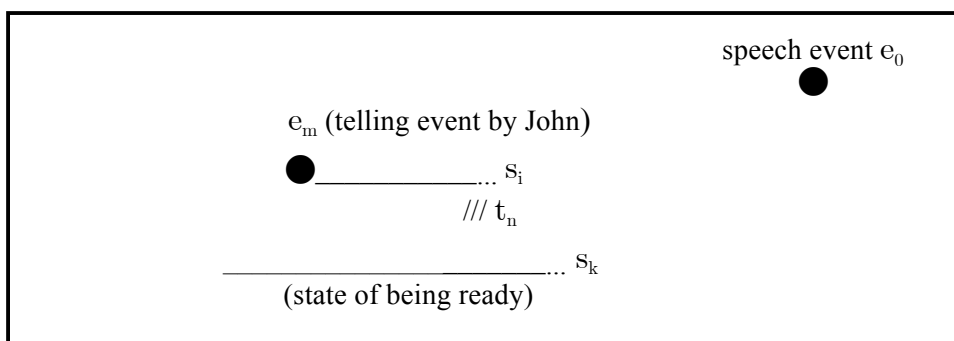 speech event e₀
eₘ (telling event by John)
... sᵢ
/// tₙ
... sₖ
(state of being ready)